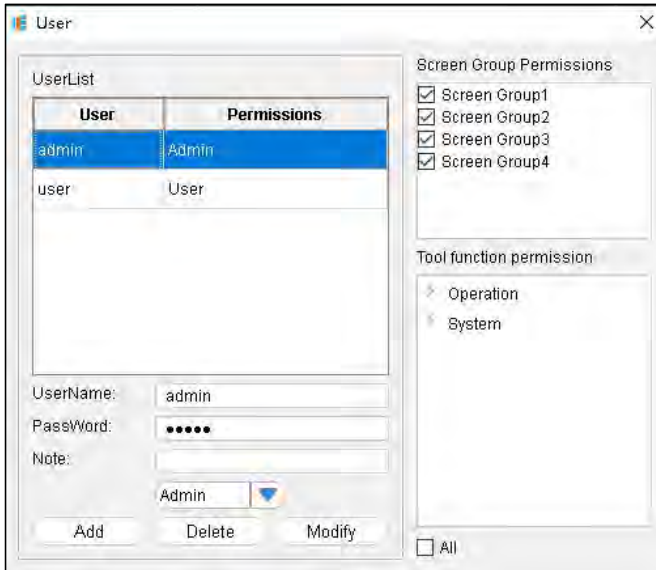 User
UserList
User Permissions
admin Admin
user User
UserName: admin
PassWord: •••••
Note:
Admin
Add Delete Modify
Screen Group Permissions
Screen Group1
Screen Group2
Screen Group3
Screen Group4
Tool function permission
Operation
System
All